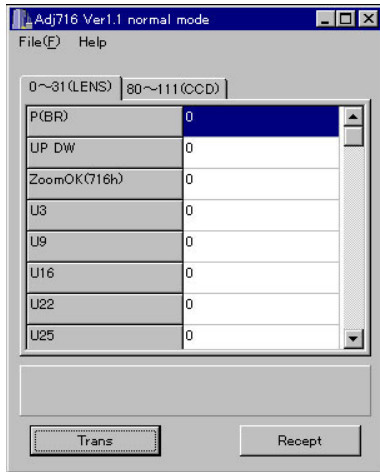 Adj716 Ver1.1 normal mode
File(F) Help
0～31(LENS) 80～111(CCD)
P(BR) 0
UP DW 0
ZoomOK(716h) 0
U3 0
U9 0
U16 0
U22 0
U25 0
Trans Recept